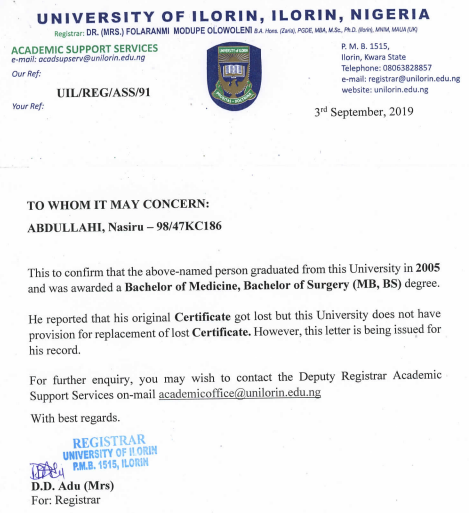 UNIVERSITY OF ILORIN, ILORIN, NIGERIA
Registrar: DR. (MRS.) FOLARANMI MODUPE OLOWOLENI B.A. Hons. (Zaria), PGDE, MBA, M.Sc., Ph.D. (Ilorin), MNIM, MAUA (UK)
ACADEMIC SUPPORT SERVICES
e-mail: acadsupserv@unilorin.edu.ng
Our Ref:
UIL/REG/ASS/91
Your Ref:
UNIVERSITY OF ILORIN
P. M. B. 1515,
Ilorin, Kwara State
Telephone: 08063828857
e-mail: registrar@unilorin.edu.ng
website: unilorin.edu.ng
3rd September, 2019
TO WHOM IT MAY CONCERN:
ABDULLAHI, Nasiru – 98/47KC186
This to confirm that the above-named person graduated from this University in 2005
and was awarded a Bachelor of Medicine, Bachelor of Surgery (MB, BS) degree.
He reported that his original Certificate got lost but this University does not have
provision for replacement of lost Certificate. However, this letter is being issued for
his record.
For further enquiry, you may wish to contact the Deputy Registrar Academic
Support Services on-mail academicoffice@unilorin.edu.ng
With best regards.
REGISTRAR
UNIVERSITY OF ILORIN
P.M.B. 1515, ILORIN
D.D. Adu (Mrs)
For: Registrar